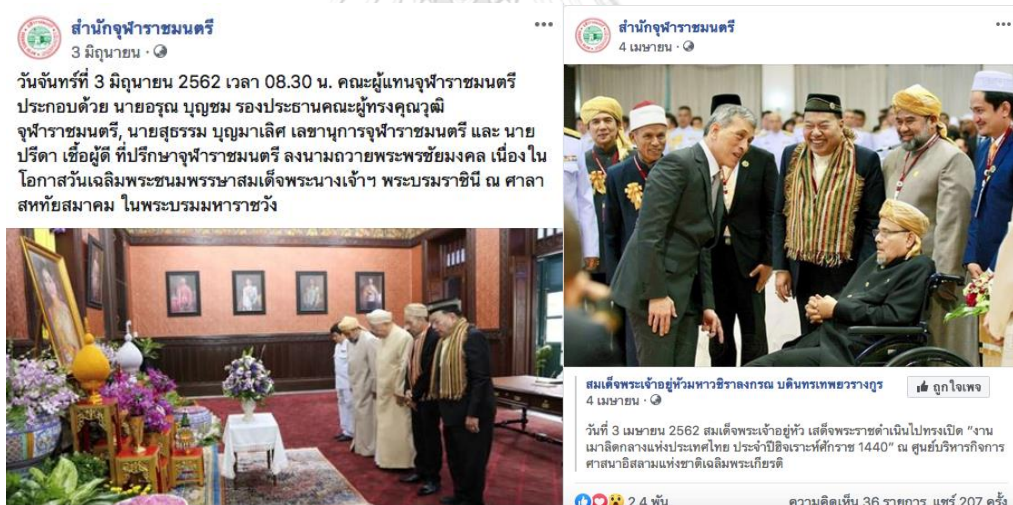 สำนักจุฬาราชมนตรี
3 มิถุนายน ·
วันจันทร์ที่ 3 มิถุนายน 2562 เวลา 08.30 น. คณะผู้แทนจุฬาราชมนตรี
ประกอบด้วย นายอรุณ บุญชม รองประธานคณะผู้ทรงคุณวุฒิ
จุฬาราชมนตรี, นายสุธรรม บุญมาเลิศ เลขานุการจุฬาราชมนตรี และ นาย
ปรีดา เชื้อผู้ดี ที่ปรึกษาจุฬาราชมนตรี ลงนามถวายพระพรชัยมงคล เนื่องใน
โอกาสวันเฉลิมพระชนมพรรษาสมเด็จพระนางเจ้าฯ พระบรมราชินี ณ ศาลา
สหทัยสมาคม ในพระบรมมหาราชวัง
สำนักจุฬาราชมนตรี
4 เมษายน ·
สมเด็จพระเจ้าอยู่หัวมหาวชิราลงกรณ บดินทรเทพยวรางกูร
ถูกใจเพจ
4 เมษายน ·
วันที่ 3 เมษายน 2562 สมเด็จพระเจ้าอยู่หัว เสด็จพระราชดำเนินไปทรงเปิด “งาน
เมาลิดกลางแห่งประเทศไทย ประจำปีฮิจเราะห์ศักราช 1440” ณ ศูนย์บริหารกิจการ
ศาสนาอิสลามแห่งชาติเฉลิมพระเกียรติ
2.4 พัน
ความคิดเห็น 36 รายการ แชร์ 207 ครั้ง